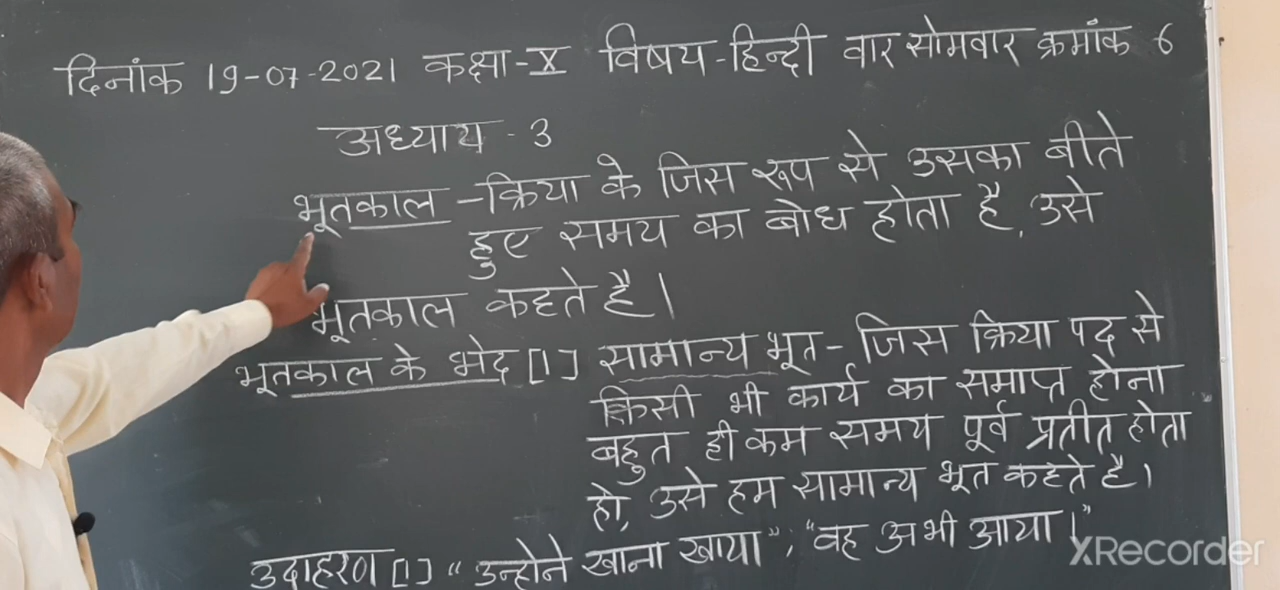 दिनांक 19-07-2021 कक्षा-X विषय-हिन्दी वार सोमवार क्रमांक 6
अध्याय - 3
भूतकाल - क्रिया के जिस रूप से उसका बीते
हुए समय का बोध होता है, उसे
भूतकाल कहते है।
भूतकाल के भेद [1] सामान्य भूत - जिस क्रिया पद से
किसी भी कार्य का समाप्त होना
बहुत ही कम समय पूर्व प्रतीत होता
हो, उसे हम सामान्य भूत कहते है।
उदाहरण [1] “उन्होने खाना खाया”, “वह अभी आया।”
XRecorder